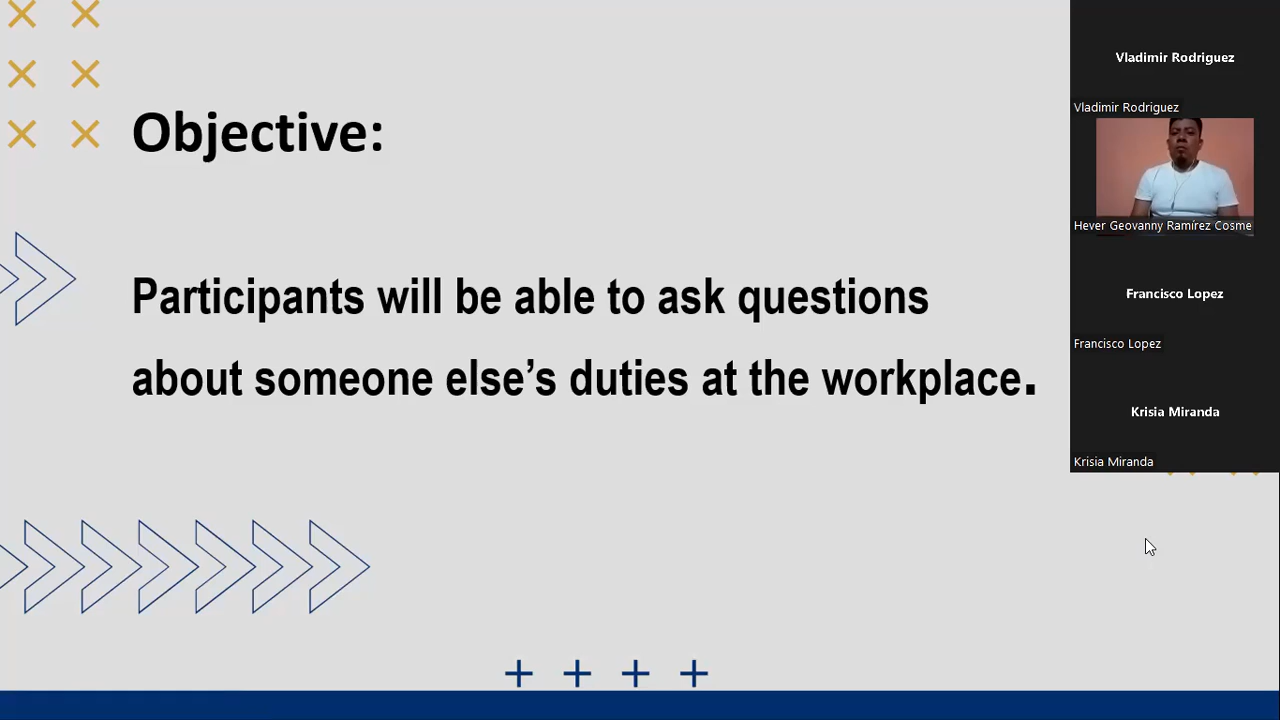 Objective:
Participants will be able to ask questions
about someone else’s duties at the workplace.
Vladimir Rodriguez
Vladimir Rodriguez
Hever Geovanny Ramírez Cosme
Francisco Lopez
Francisco Lopez
Krisia Miranda
Krisia Miranda